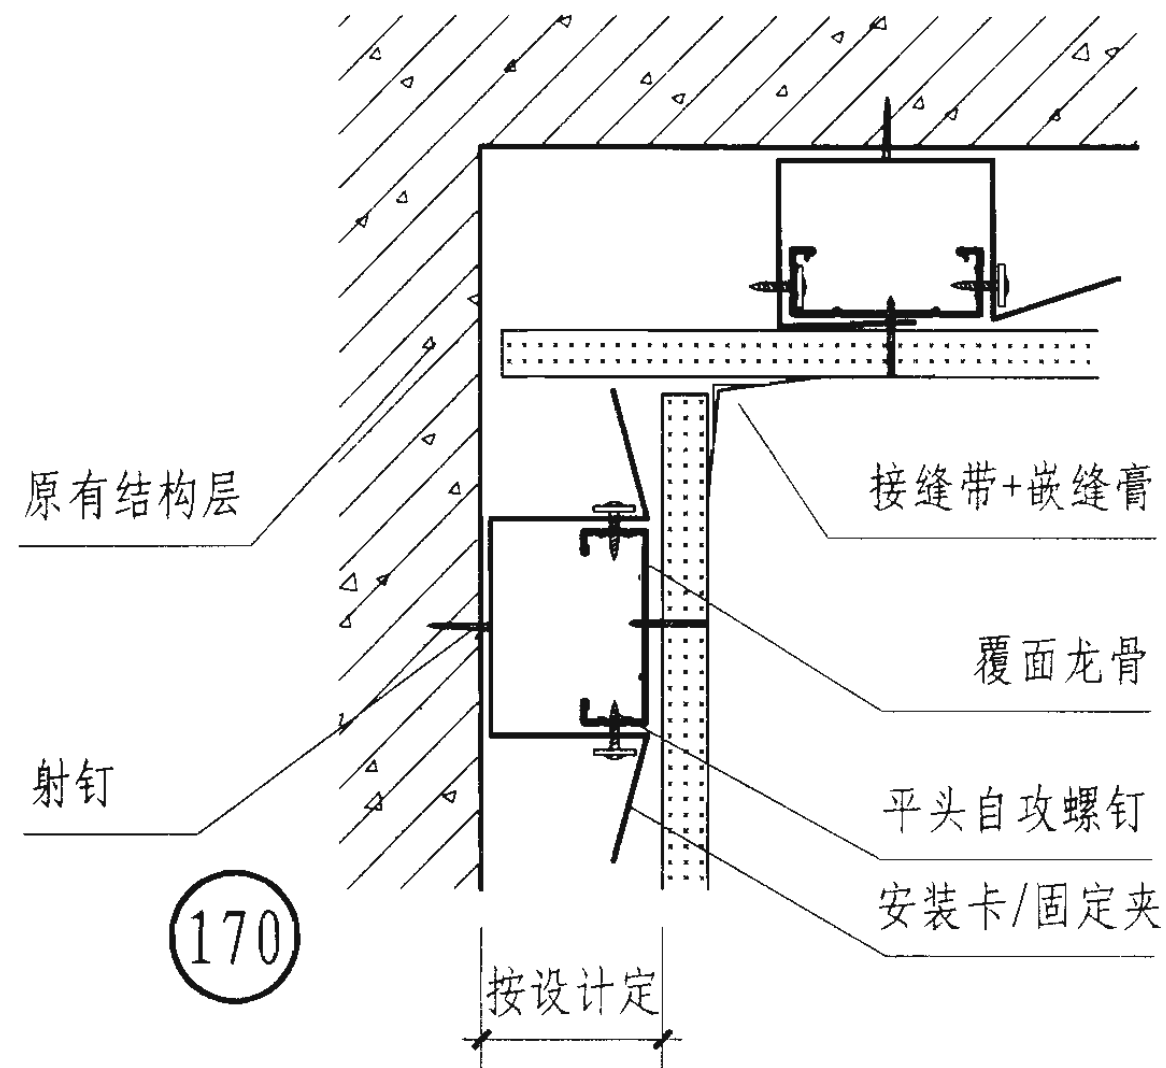 原有结构层
接缝带+嵌缝膏
覆面龙骨
射钉
平头自攻螺钉
安装卡/固定夹
170
按设计定